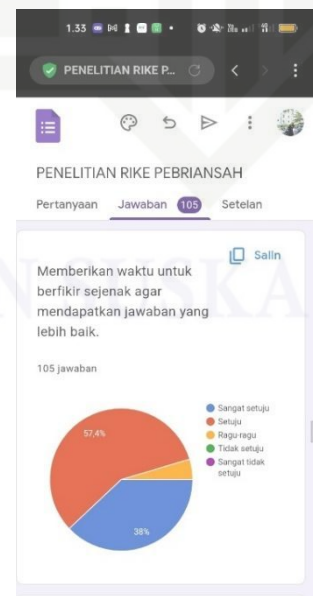 1.33
PENELITIAN RIKE P...
PENELITIAN RIKE PEBRIANSAH
Pertanyaan Jawaban 105 Setelan
Salin
Memberikan waktu untuk
berfikir sejenak agar
mendapatkan jawaban yang
lebih baik.
105 jawaban
Sangat setuju
Setuju
Ragu ragu
Tidak setuju
Sangat tidak
setuju
57,4%
38%